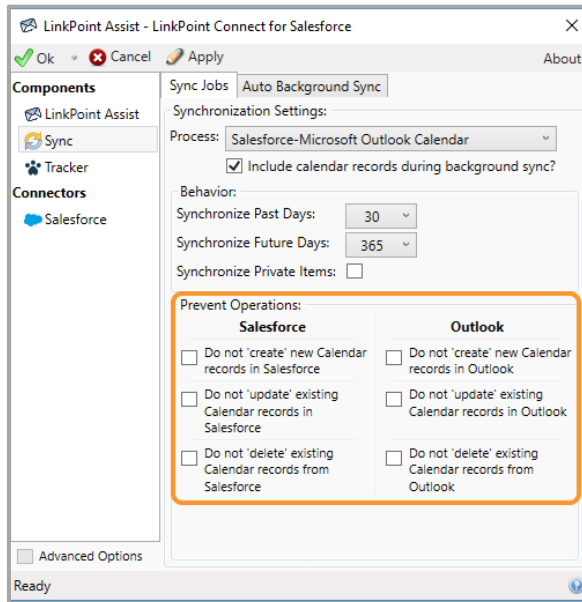 LinkPoint Assist - LinkPoint Connect for Salesforce
Ok Cancel Apply About
Components
LinkPoint Assist
Sync
Tracker
Connectors
Salesforce
Advanced Options
Sync Jobs Auto Background Sync
Synchronization Settings:
Process: Salesforce-Microsoft Outlook Calendar
Include calendar records during background sync?
Behavior:
Synchronize Past Days: 30
Synchronize Future Days: 365
Synchronize Private Items:
Prevent Operations:
Salesforce
Do not 'create' new Calendar
records in Salesforce
Do not 'update' existing
Calendar records in
Salesforce
Do not 'delete' existing
Calendar records from
Salesforce
Outlook
Do not 'create' new Calendar
records in Outlook
Do not 'update' existing
Calendar records in Outlook
Do not 'delete' existing
Calendar records from
Outlook
Ready